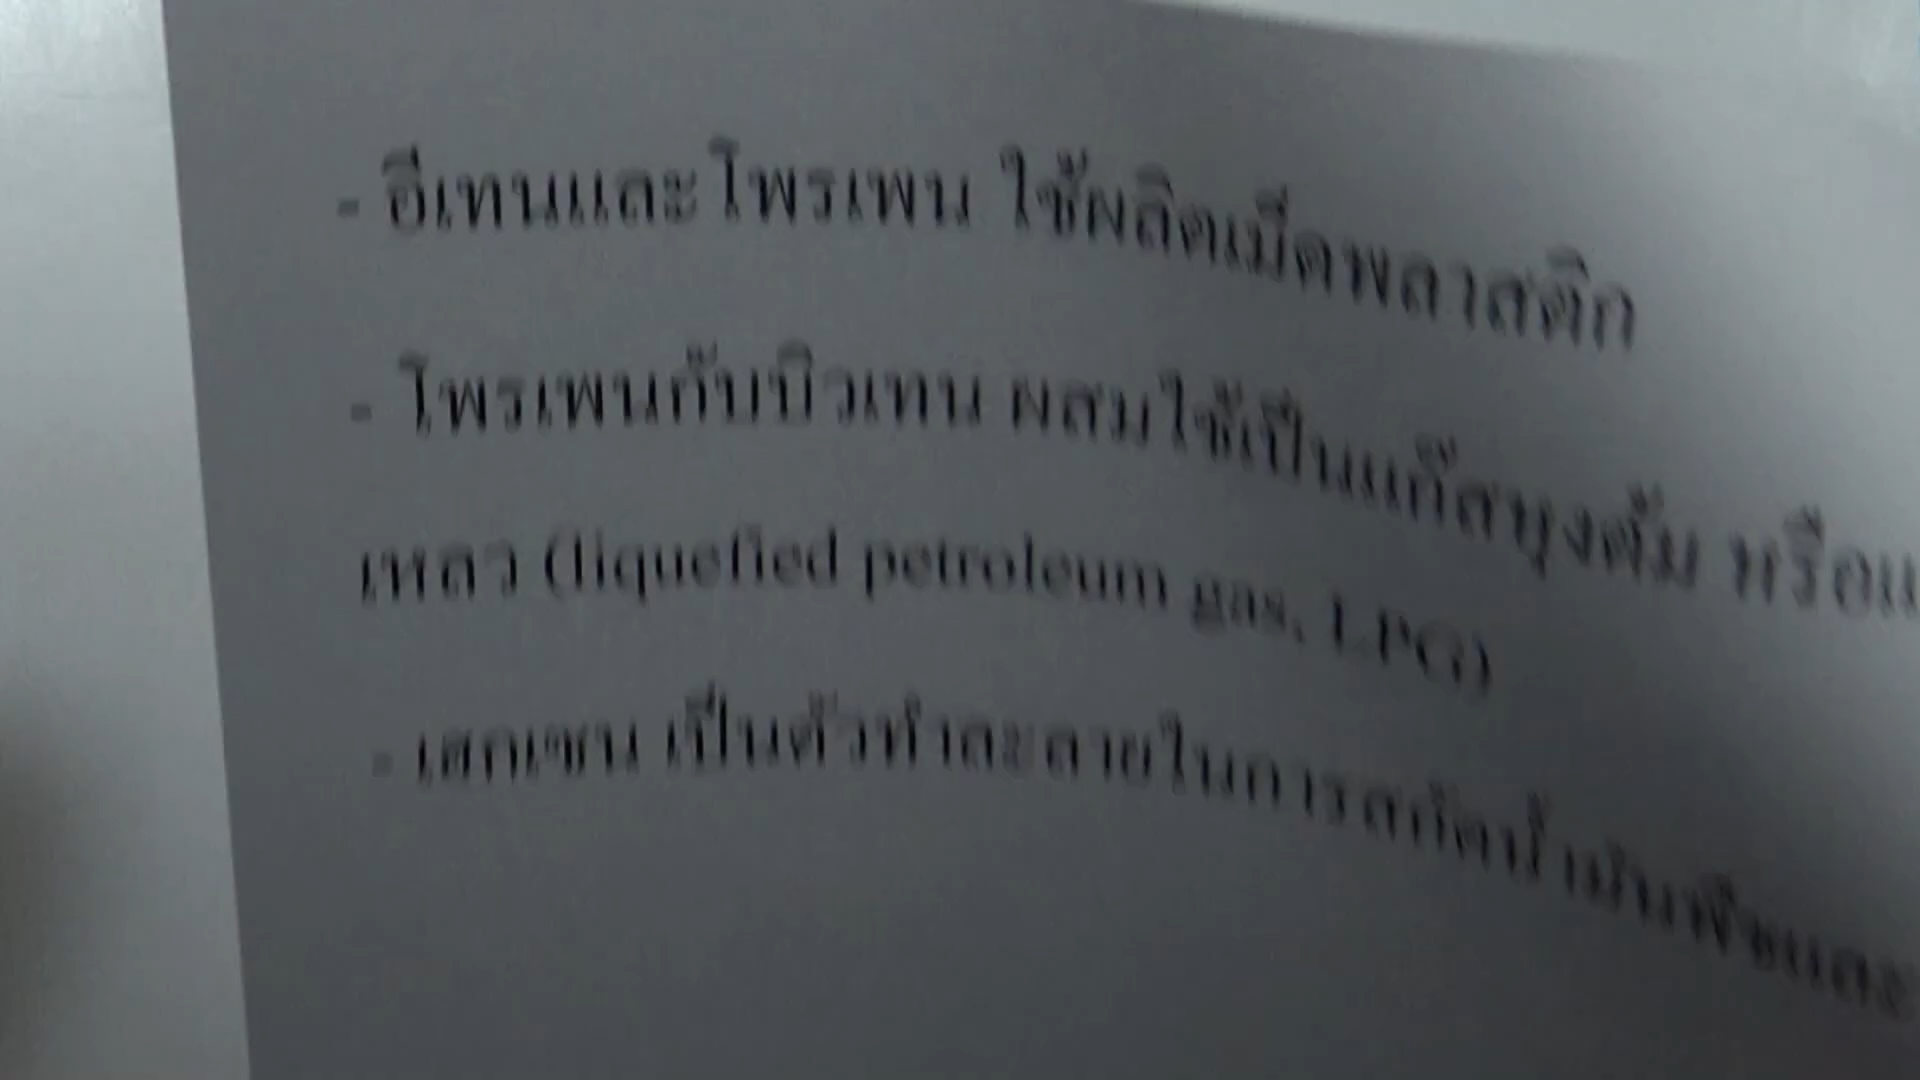 - อีเทนและโพรเพน ใช้ผลิตเม็ดพลาสติก
- โพรเพนกับบิวเทน ผสมใช้เป็นแก๊สหุงต้ม หรือแ
เหลว (liquefied petroleum gas, LPG)
- เฮกเซน เป็นตัวทำละลายในการสกัดน้ำมันพืชและ